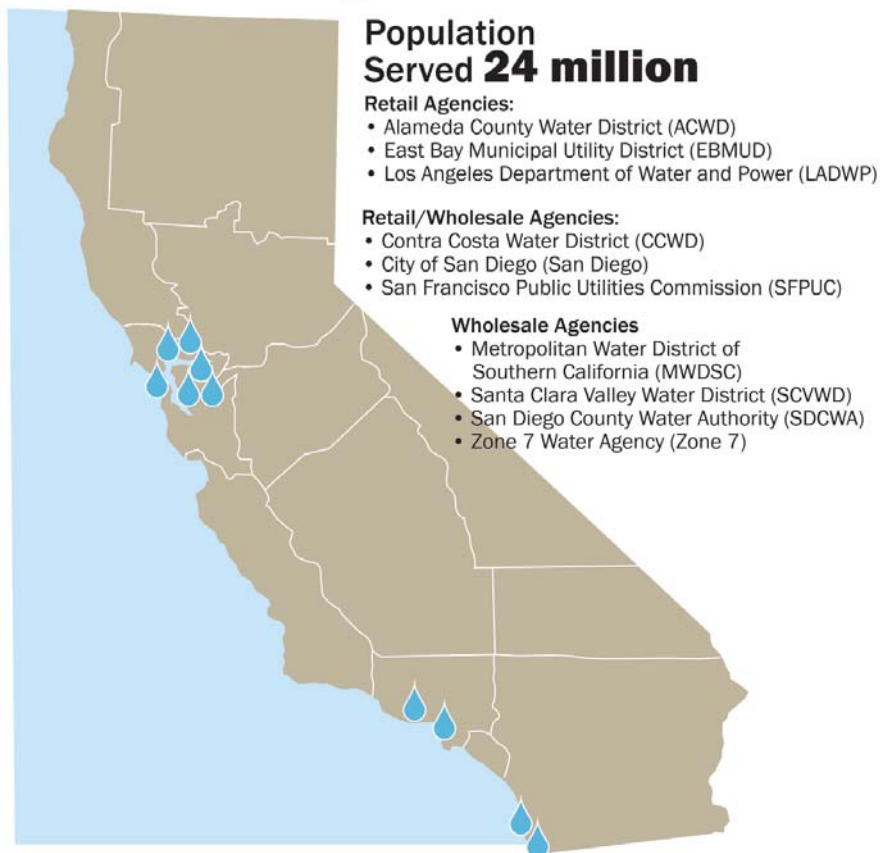 Population
Served 24 million
Retail Agencies:
• Alameda County Water District (ACWD)
• East Bay Municipal Utility District (EBMUD)
• Los Angeles Department of Water and Power (LADWP)
Retail/Wholesale Agencies:
• Contra Costa Water District (CCWD)
• City of San Diego (San Diego)
• San Francisco Public Utilities Commission (SFPUC)
Wholesale Agencies
• Metropolitan Water District of
Southern California (MWDSC)
• Santa Clara Valley Water District (SCVWD)
• San Diego County Water Authority (SDCWA)
• Zone 7 Water Agency (Zone 7)